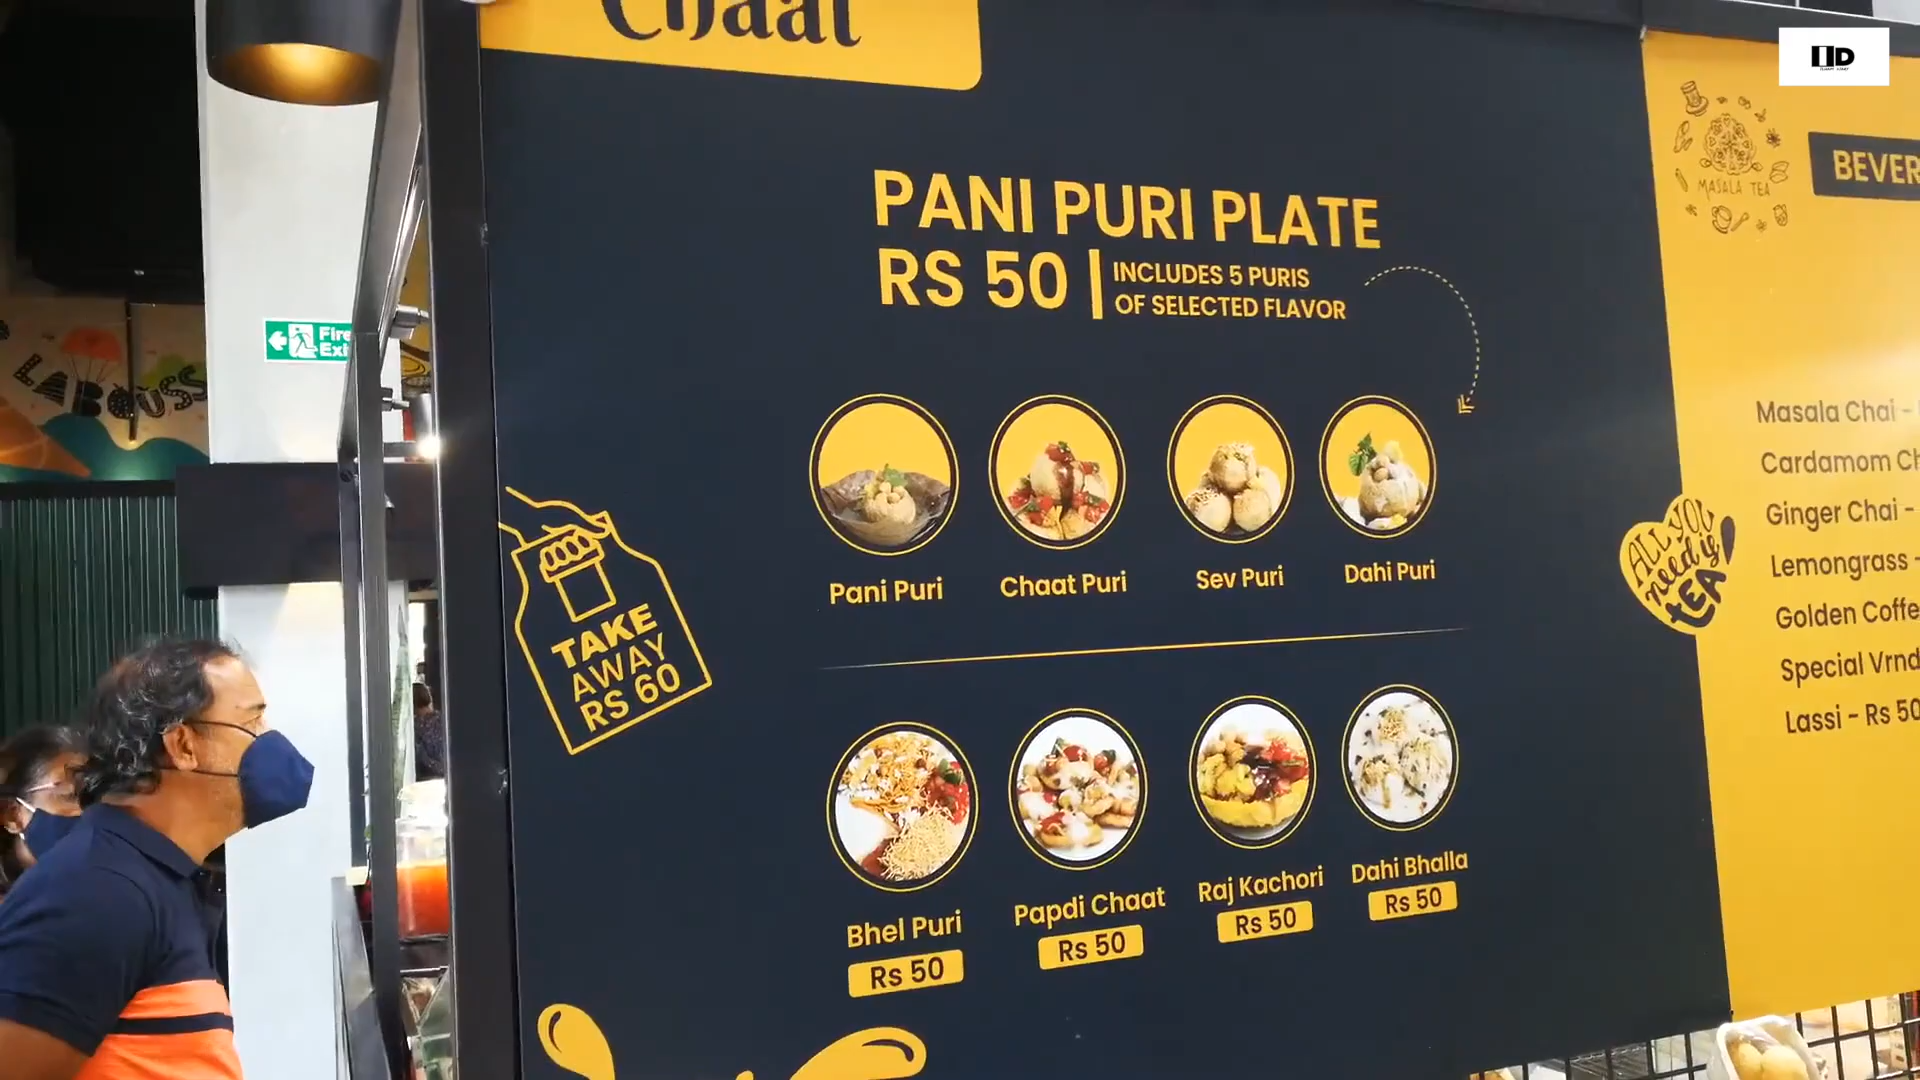 Chaat
PANI PURI PLATE
RS 50
INCLUDES 5 PURIS
OF SELECTED FLAVOR
Pani Puri
Chaat Puri
Sev Puri
Dahi Puri
TAKE
AWAY
RS 60
Bhel Puri
Rs 50
Papdi Chaat
Rs 50
Raj Kachori
Rs 50
Dahi Bhalla
Rs 50
MASALA TEA
BEVER
Masala Chai -
Cardamom Ch
Ginger Chai -
Lemongrass -
Golden Coffe
Special Vrnd
Lassi - Rs 50
ALL YOU
need is
TEA
Fire
Exi
LABOUSS